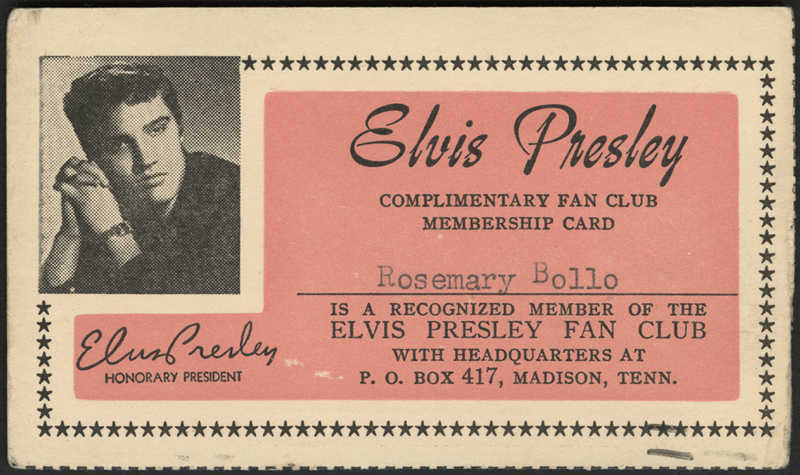 Elvis Presley
COMPLIMENTARY FAN CLUB
MEMBERSHIP CARD
Rosemary Bollo
IS A RECOGNIZED MEMBER OF THE
ELVIS PRESLEY FAN CLUB
WITH HEADQUARTERS AT
P. O. BOX 417, MADISON, TENN.
Elvis Presley
HONORARY PRESIDENT